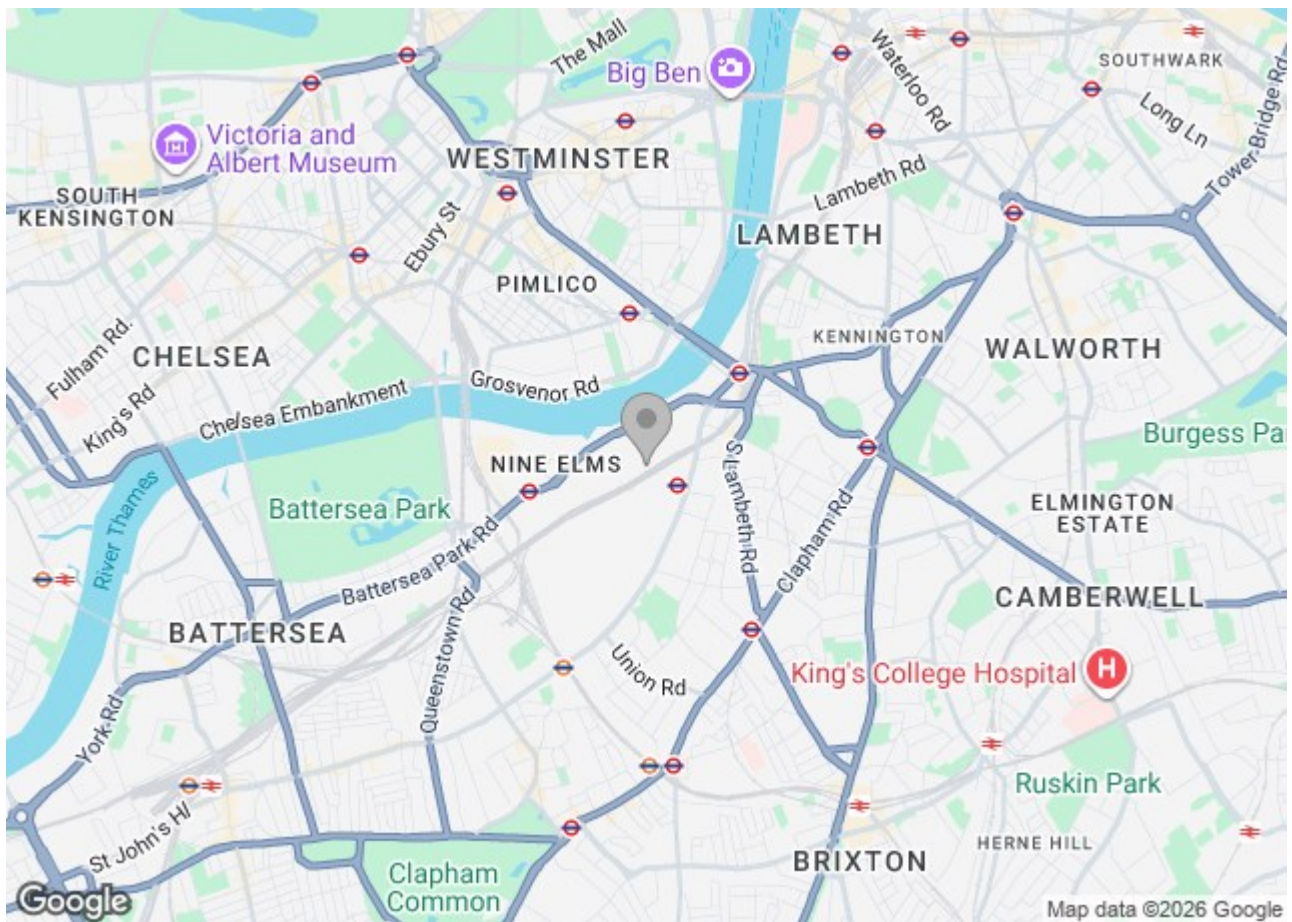 The Mall
Big Ben
Waterloo Rd
SOUTHWARK
Long Ln
Tower Bridge Rd
Victoria and
Albert Museum
WESTMINSTER
Lambeth Rd
SOUTH
KENSINGTON
Ebury St
LAMBETH
PIMLICO
KENNINGTON
WALWORTH
Fulham Rd.
CHELSEA
King's Rd
Chelsea Embankment
Grosvenor Rd
Burgess Pa
NINE ELMS
S Lambeth Rd
Clapham Rd
ELMINGTON
ESTATE
River Thames
Battersea Park
Battersea Park Rd
CAMBERWELL
BATTERSEA
Queenstown Rd
Union Rd
King's College Hospital
H
York Rd
Ruskin Park
St John's H
HERNE HILL
BRIXTON
Clapham
Common
Google
Map data ©2026 Google